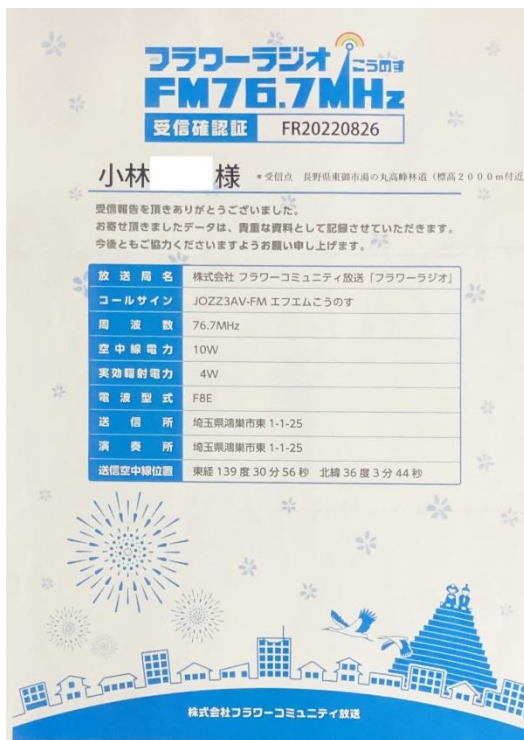 フラワーラジオ こうのす
FM76.7MHz
受信確認証 FR20220826
小林 様 *受信点 長野県東御市湯の丸高峰林道(標高2000m付近
受信報告を頂きありがとうございました。
お寄せ頂きましたデータは、貴重な資料として記録させていただきます。
今後ともご協力くださいますようお願い申し上げます。
放送局名 株式会社 フラワーコミュニティ放送「フラワーラジオ」
コールサイン JOZZ3AV-FM エフエムこうのす
周波数 76.7MHz
空中線電力 10W
実効輻射電力 4W
電波型式 F8E
送信所 埼玉県鴻巣市東 1-1-25
演奏所 埼玉県鴻巣市東 1-1-25
送信空中線位置 東経 139 度 30 分 56 秒 北緯 36 度 3 分 44 秒
株式会社フラワーコミュニティ放送